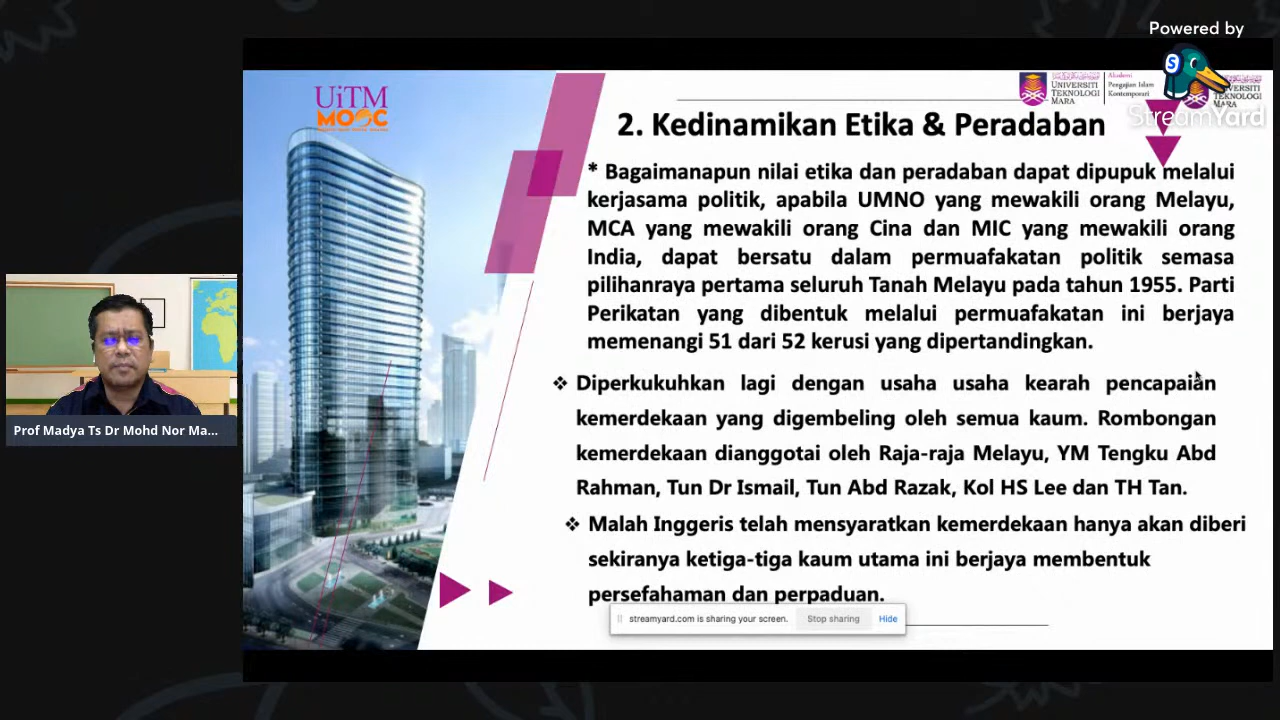 Powered by
StreamYard
UiTM
MOOC
UNIVERSITI
TEKNOLOGI
MARA
Akademi
Pengajian Islam
Kontemporari
2. Kedinamikan Etika & Peradaban
* Bagaimanapun nilai etika dan peradaban dapat dipupuk melalui
kerjasama politik, apabila UMNO yang mewakili orang Melayu,
MCA yang mewakili orang Cina dan MIC yang mewakili orang
India, dapat bersatu dalam permuafakatan politik semasa
pilihanraya pertama seluruh Tanah Melayu pada tahun 1955. Parti
Perikatan yang dibentuk melalui permuafakatan ini berjaya
memenangi 51 dari 52 kerusi yang dipertandingkan.
❖ Diperkukuhkan lagi dengan usaha usaha kearah pencapaian
kemerdekaan yang digembeling oleh semua kaum. Rombongan
kemerdekaan dianggotai oleh Raja-raja Melayu, YM Tengku Abd
Rahman, Tun Dr Ismail, Tun Abd Razak, Kol HS Lee dan TH Tan.
❖ Malah Inggeris telah mensyaratkan kemerdekaan hanya akan diberi
sekiranya ketiga-tiga kaum utama ini berjaya membentuk
persefahaman dan perpaduan.
streamyard.com is sharing your screen. Stop sharing Hide
Prof Madya Ts Dr Mohd Nor Ma...